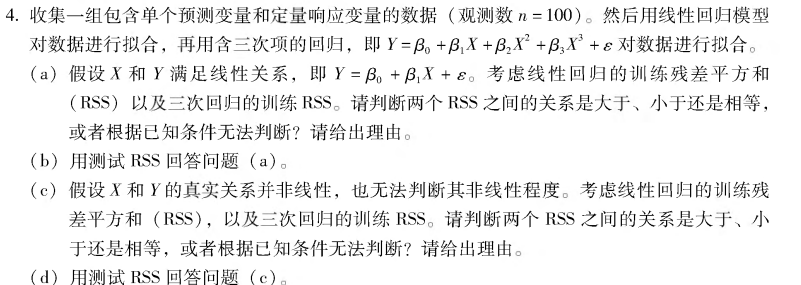 4. 收集一组包含单个预测变量和定量响应变量的数据（观测数 n = 100）。然后用线性回归模型
对数据进行拟合，再用含三次项的回归，即 Y = β₀ + β₁X + β₂X² + β₃X³ + ε 对数据进行拟合。
（a）假设 X 和 Y 满足线性关系，即 Y = β₀ + β₁X + ε。考虑线性回归的训练残差平方和
（RSS）以及三次回归的训练 RSS。请判断两个 RSS 之间的关系是大于、小于还是相等，
或者根据已知条件无法判断？请给出理由。
（b）用测试 RSS 回答问题（a）。
（c）假设 X 和 Y 的真实关系并非线性，也无法判断其非线性程度。考虑线性回归的训练残
差平方和（RSS），以及三次回归的训练 RSS。请判断两个 RSS 之间的关系是大于、小
于还是相等，或者根据已知条件无法判断？请给出理由。
（d）用测试 RSS 回答问题（c）。